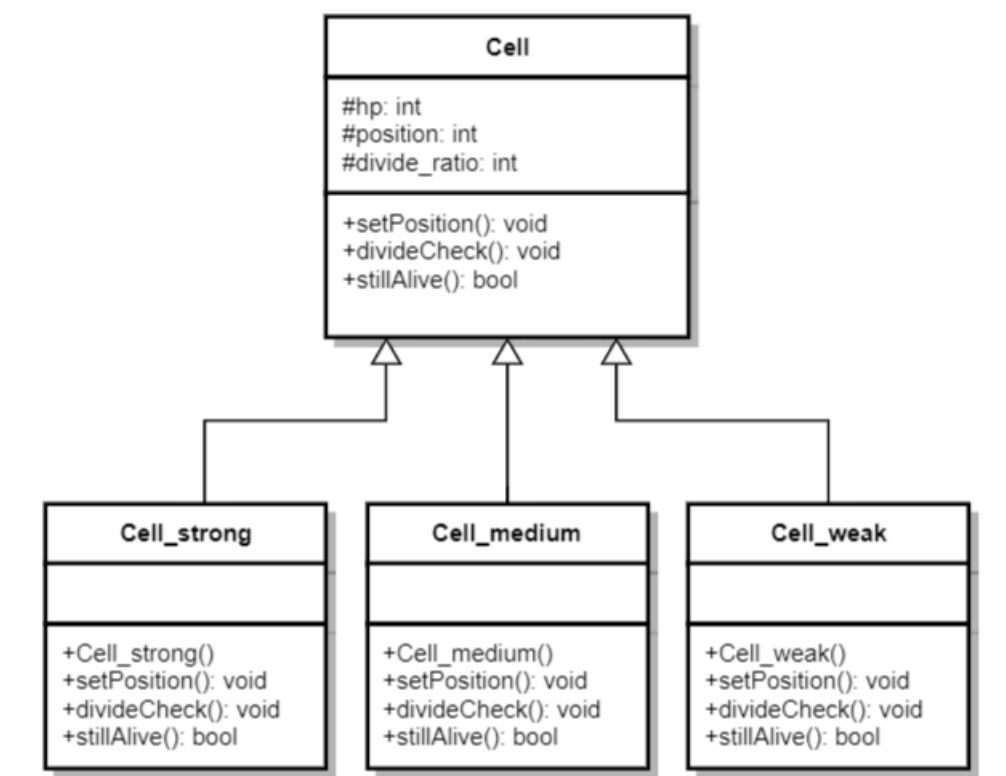 Cell
#hp: int
#position: int
#divide_ratio: int
+setPosition(): void
+divideCheck(): void
+stillAlive(): bool
Cell_strong
+Cell_strong()
+setPosition(): void
+divideCheck(): void
+stillAlive(): bool
Cell_medium
+Cell_medium()
+setPosition(): void
+divideCheck(): void
+stillAlive(): bool
Cell_weak
+Cell_weak()
+setPosition(): void
+divideCheck(): void
+stillAlive(): bool